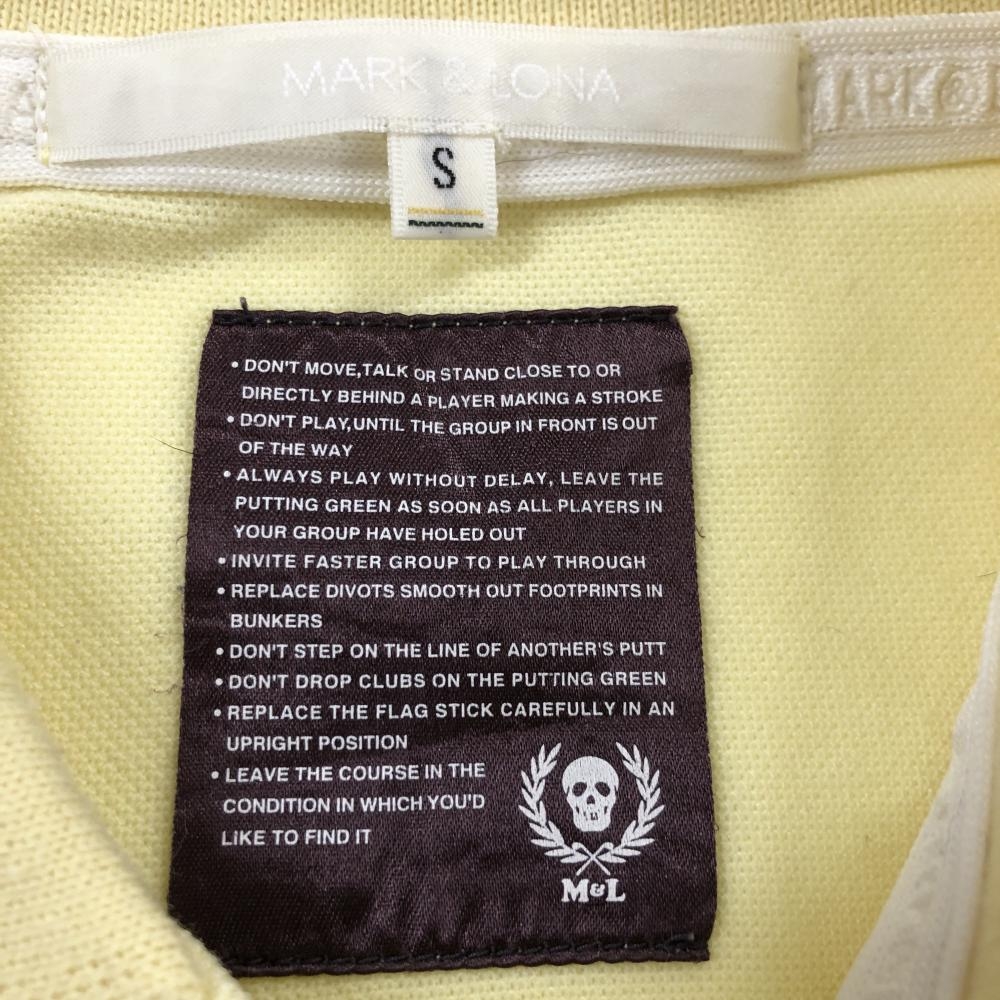 MARK & LONA
MARK &
S
• DON'T MOVE,TALK OR STAND CLOSE TO OR
DIRECTLY BEHIND A PLAYER MAKING A STROKE
• DON'T PLAY,UNTIL THE GROUP IN FRONT IS OUT
OF THE WAY
• ALWAYS PLAY WITHOUT DELAY, LEAVE THE
PUTTING GREEN AS SOON AS ALL PLAYERS IN
YOUR GROUP HAVE HOLED OUT
• INVITE FASTER GROUP TO PLAY THROUGH
• REPLACE DIVOTS SMOOTH OUT FOOTPRINTS IN
BUNKERS
• DON'T STEP ON THE LINE OF ANOTHER'S PUTT
• DON'T DROP CLUBS ON THE PUTTING GREEN
• REPLACE THE FLAG STICK CAREFULLY IN AN
UPRIGHT POSITION
• LEAVE THE COURSE IN THE
CONDITION IN WHICH YOU'D
LIKE TO FIND IT
M&L